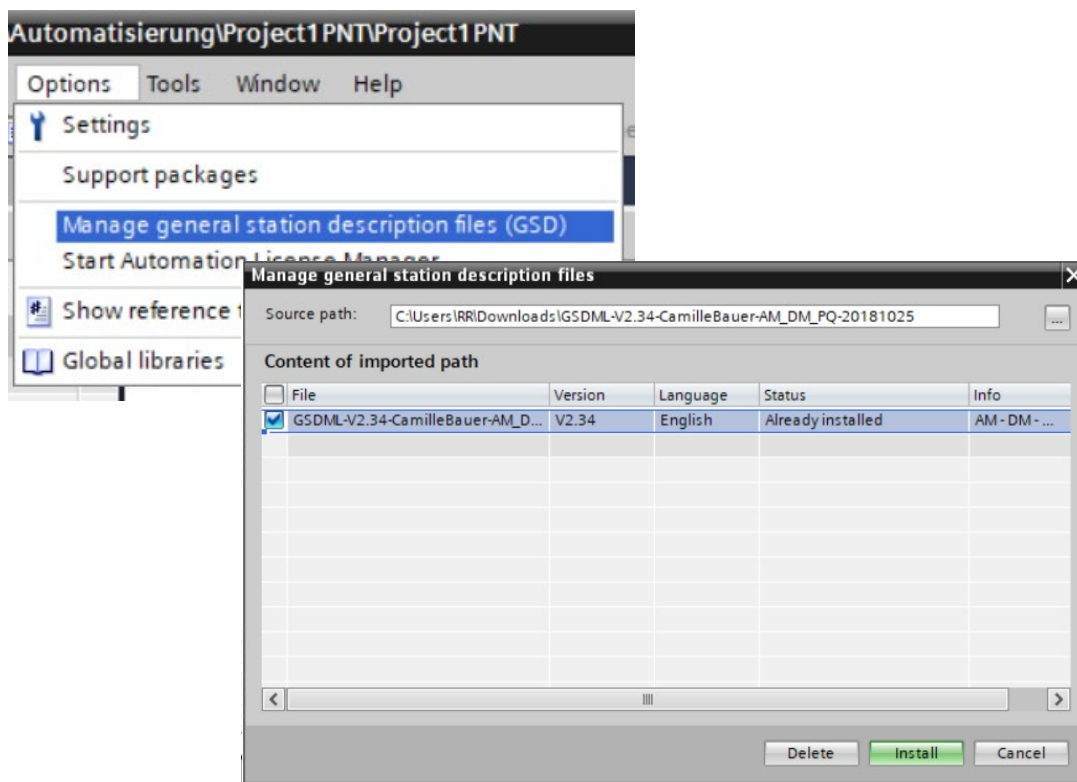 Automatisierung\Project1PNT\Project1PNT
Options Tools Window Help
Settings
Support packages
Manage general station description files (GSD)
Start Automation License Manager
Show reference
Global libraries
Manage general station description files
Source path: C:\Users\RR\Downloads\GSDML-V2.34-CamilleBauer-AM_DM_PQ-20181025 ...
Content of imported path
File Version Language Status Info
GSDML-V2.34-CamilleBauer-AM_D... V2.34 English Already installed AM - DM - ...
Delete Install Cancel